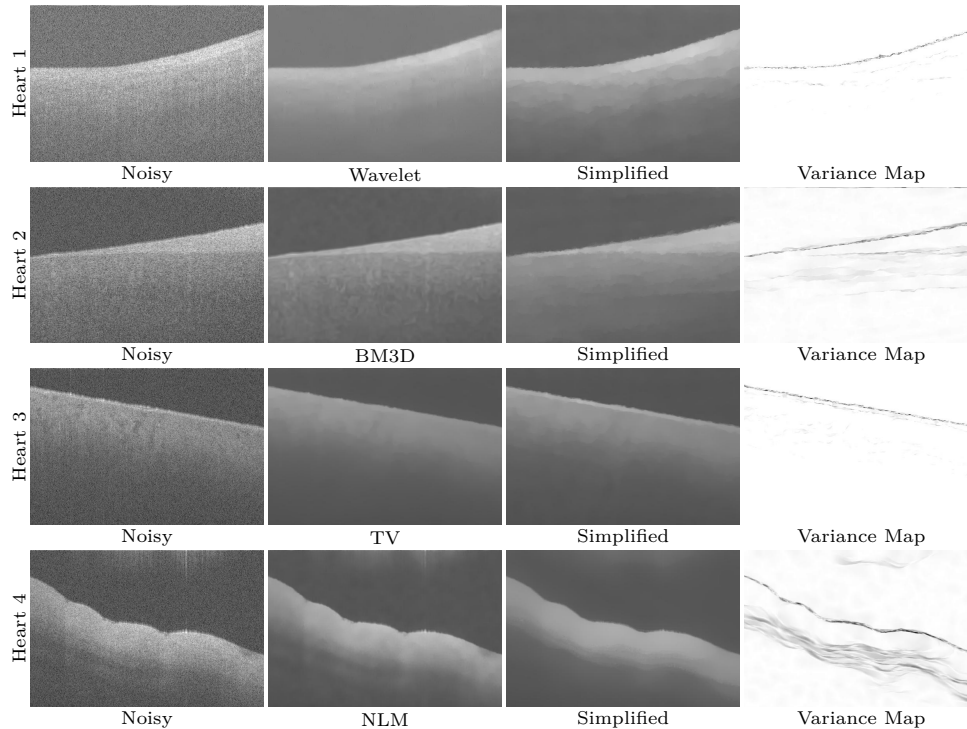 Heart 1
Noisy Wavelet Simplified Variance Map
Heart 2
Noisy BM3D Simplified Variance Map
Heart 3
Noisy TV Simplified Variance Map
Heart 4
Noisy NLM Simplified Variance Map